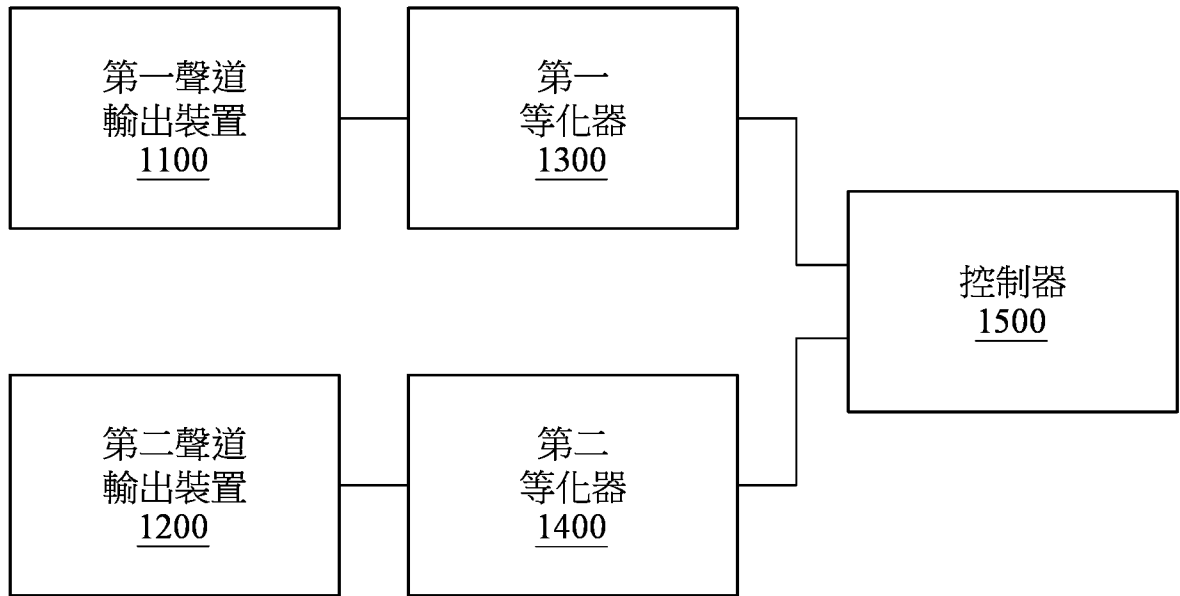 第一聲道
輸出裝置
1100
第一
等化器
1300
控制器
1500
第二聲道
輸出裝置
1200
第二
等化器
1400